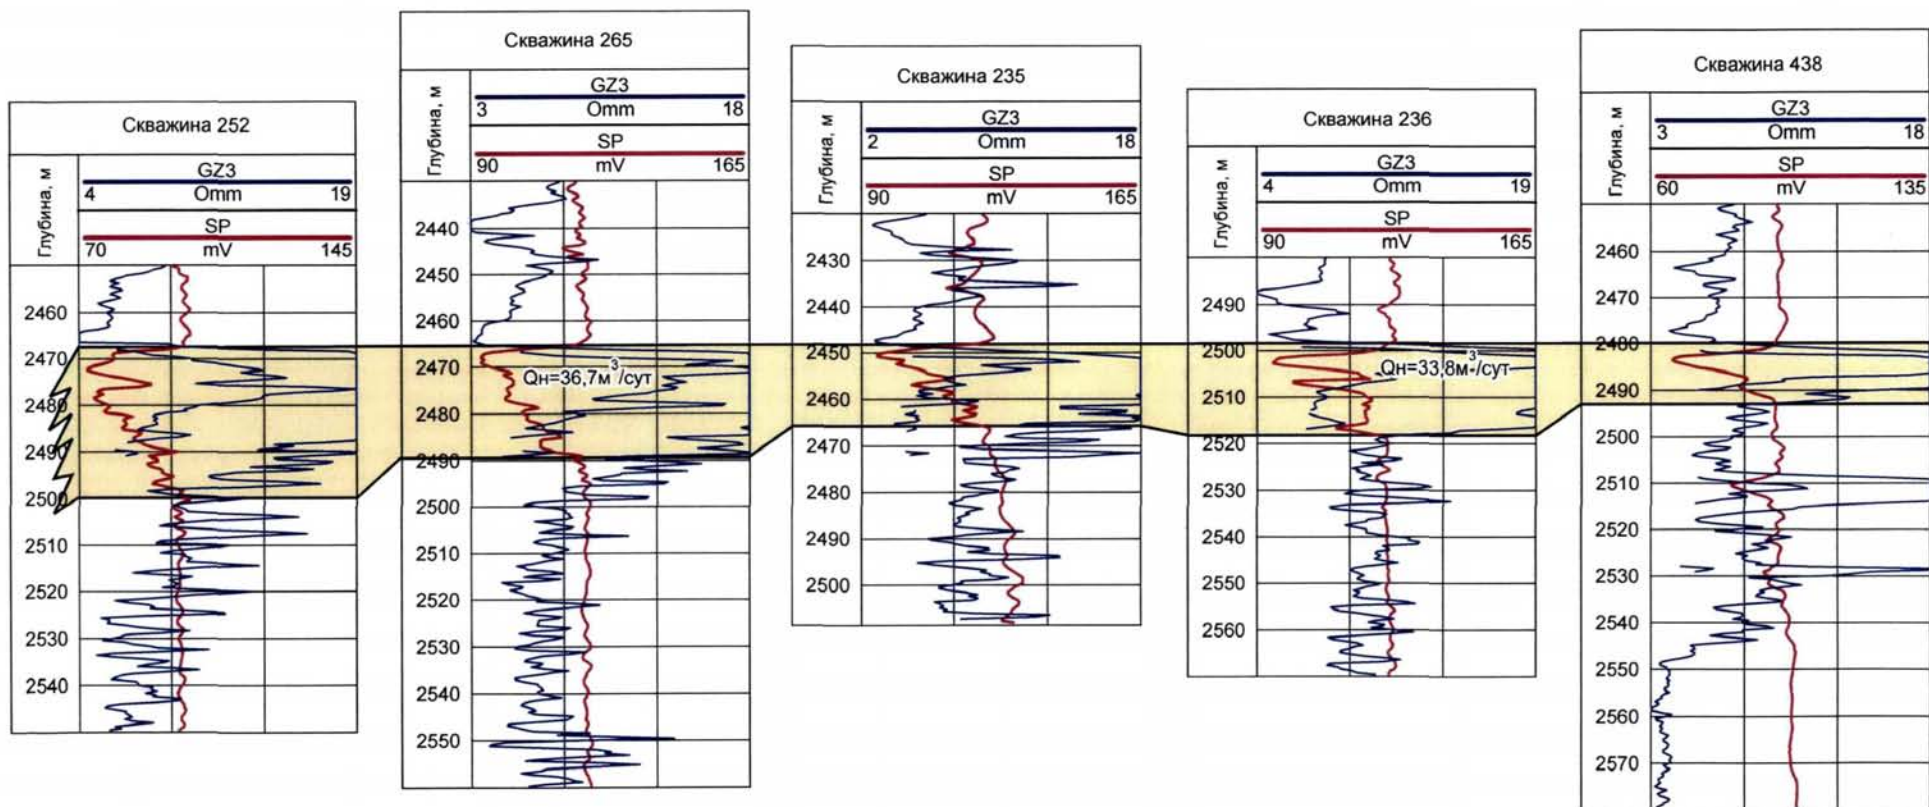 Скважина 252
Глубина, м
GZ3
4 Omm 19
SP
70 mV 145
2460
2470
2480
2490
2500
2510
2520
2530
2540
Скважина 265
Глубина, м
GZ3
3 Omm 18
SP
90 mV 165
2440
2450
2460
2470
2480
2490
2500
2510
2520
2530
2540
2550
Qн=36,7м³/сут
Скважина 235
Глубина, м
GZ3
2 Omm 18
SP
90 mV 165
2430
2440
2450
2460
2470
2480
2490
2500
Скважина 236
Глубина, м
GZ3
4 Omm 19
SP
90 mV 165
2490
2500
2510
2520
2530
2540
2550
2560
Qн=33,8м³/сут
Скважина 438
Глубина, м
GZ3
3 Omm 18
SP
60 mV 135
2460
2470
2480
2490
2500
2510
2520
2530
2540
2550
2560
2570